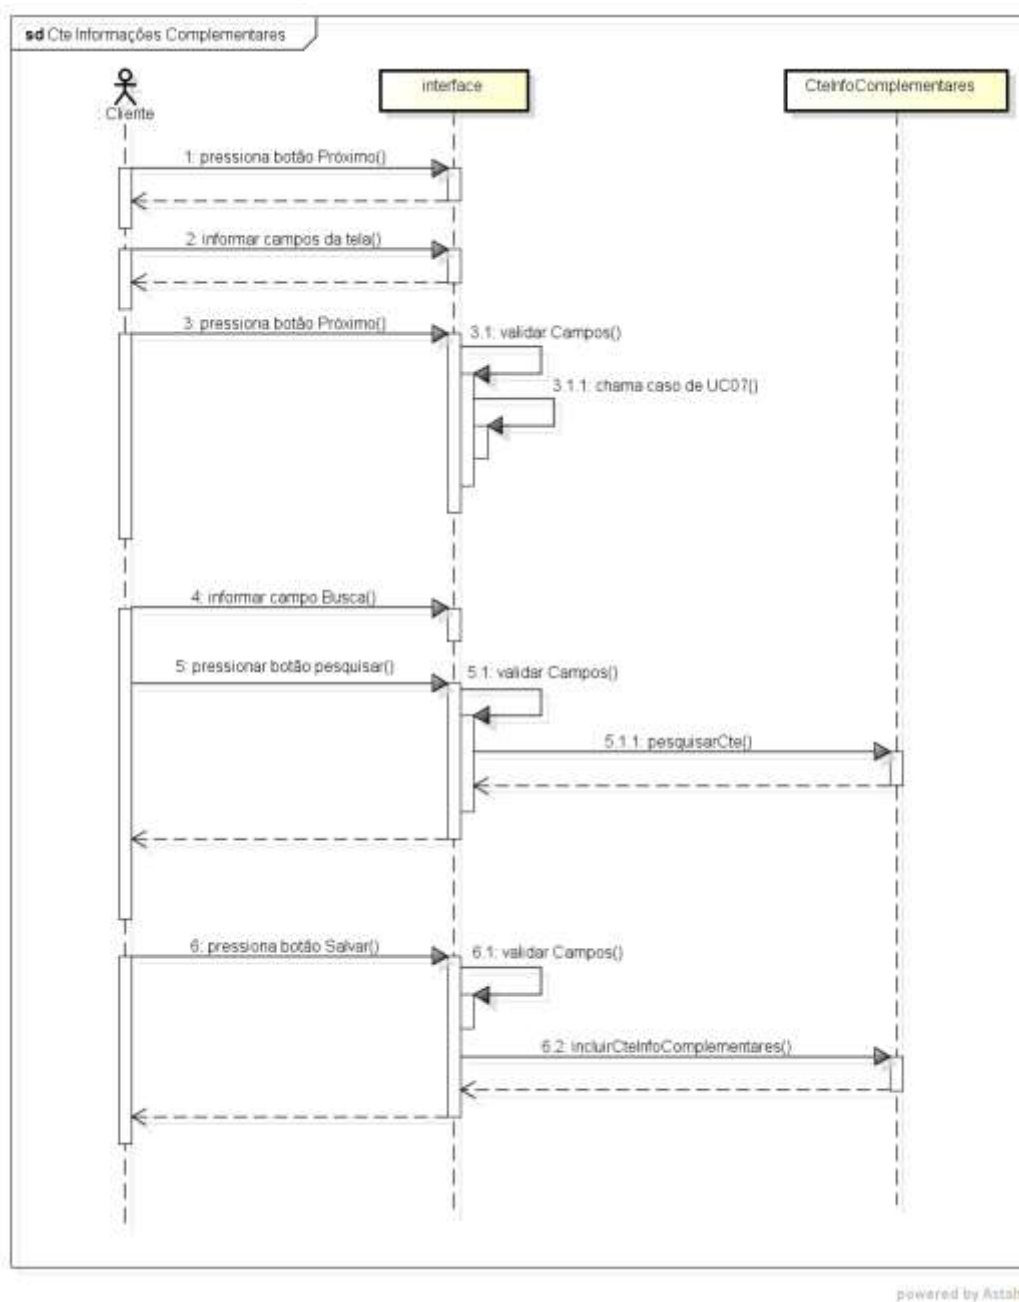 sd Cte Informações Complementares
: Cliente
interface
CteInfoComplementares
1: pressiona botão Próximo()
2: informar campos da tela()
3: pressiona botão Próximo()
3.1: validar Campos()
3.1.1: chama caso de UC07()
4: informar campo Busca()
5: pressionar botão pesquisar()
5.1: validar Campos()
5.1.1: pesquisarCte()
6: pressiona botão Salvar()
6.1: validar Campos()
6.2: incluirCteInfoComplementares()
powered by Astah